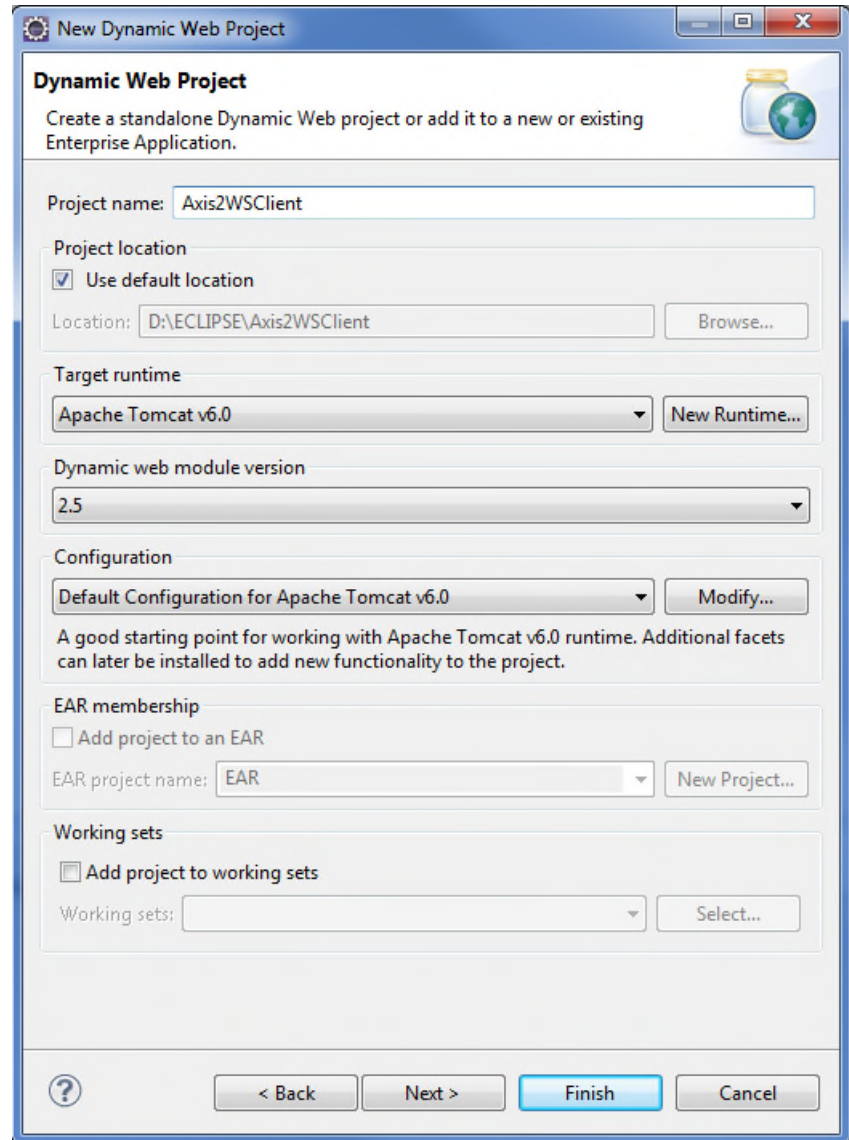 New Dynamic Web Project
Dynamic Web Project
Create a standalone Dynamic Web project or add it to a new or existing
Enterprise Application.
Project name: Axis2WSClient
Project location
Use default location
Location: D:\ECLIPSE\Axis2WSClient Browse...
Target runtime
Apache Tomcat v6.0 New Runtime...
Dynamic web module version
2.5
Configuration
Default Configuration for Apache Tomcat v6.0 Modify...
A good starting point for working with Apache Tomcat v6.0 runtime. Additional facets
can later be installed to add new functionality to the project.
EAR membership
Add project to an EAR
EAR project name: EAR New Project...
Working sets
Add project to working sets
Working sets: Select...
? < Back Next > Finish Cancel